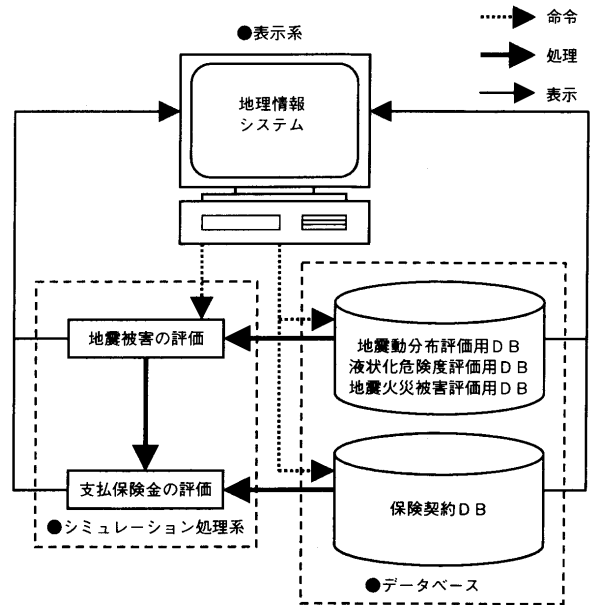 命令
処理
表示
●表示系
地理情報
システム
地震被害の評価
地震動分布評価用ＤＢ
液状化危険度評価用ＤＢ
地震火災被害評価用ＤＢ
支払保険金の評価
●シミュレーション処理系
保険契約ＤＢ
●データベース